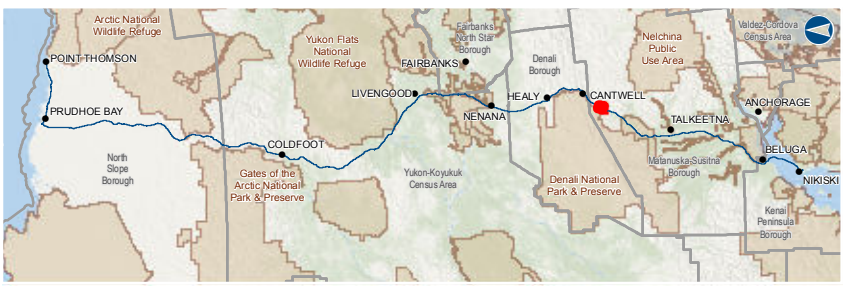 Arctic National
Wildlife Refuge
POINT THOMSON
PRUDHOE BAY
North
Slope
Borough
COLDFOOT
Gates of the
Arctic National
Park & Preserve
Yukon Flats
National
Wildlife Refuge
Fairbanks
North Star
Borough
FAIRBANKS
LIVENGOOD
NENANA
Yukon-Koyukuk
Census Area
Denali
Borough
HEALY
CANTWELL
Denali National
Park & Preserve
Nelchina
Public
Use Area
TALKEETNA
Matanuska-Susitna
Borough
Valdez-Cordova
Census Area
ANCHORAGE
BELUGA
NIKISKI
Kenai
Peninsula
Borough